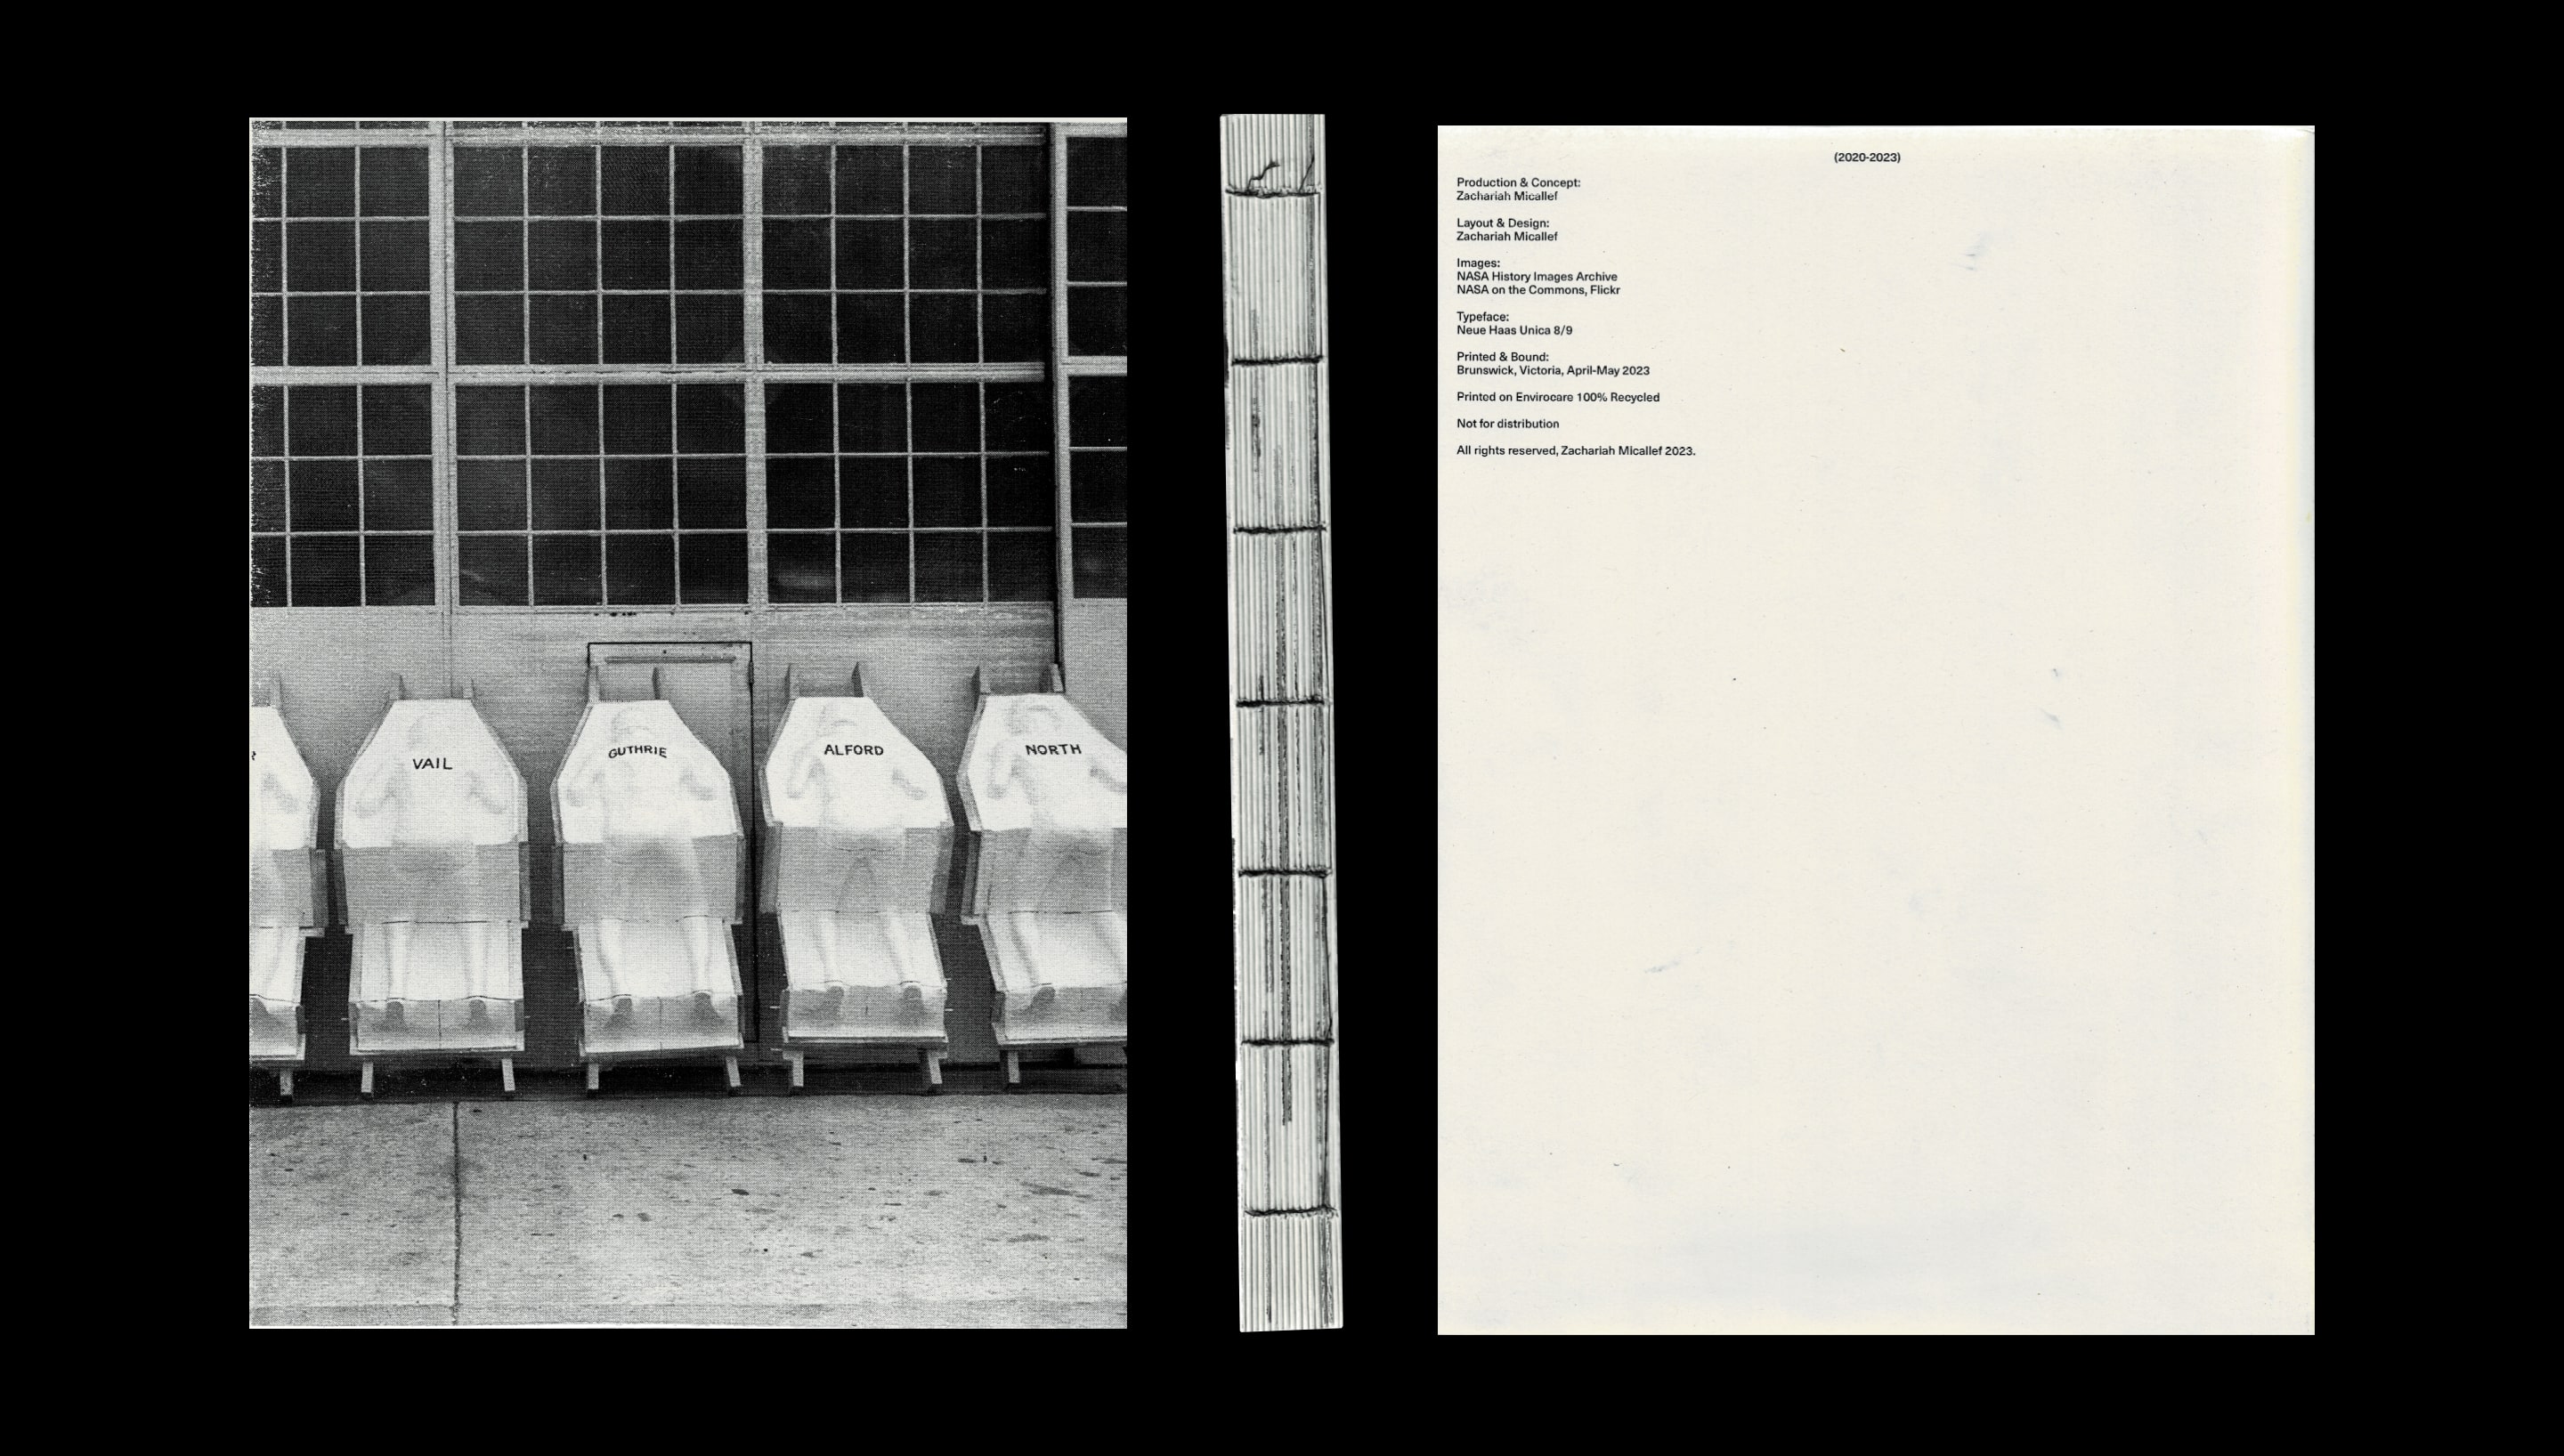 VAIL
GUTHRIE
ALFORD
NORTH
(2020-2023)
Production & Concept:
Zachariah Micallef
Layout & Design:
Zachariah Micallef
Images:
NASA History Images Archive
NASA on the Commons, Flickr
Typeface:
Neue Haas Unica 8/9
Printed & Bound:
Brunswick, Victoria, April-May 2023
Printed on Envirocare 100% Recycled
Not for distribution
All rights reserved, Zachariah Micallef 2023.